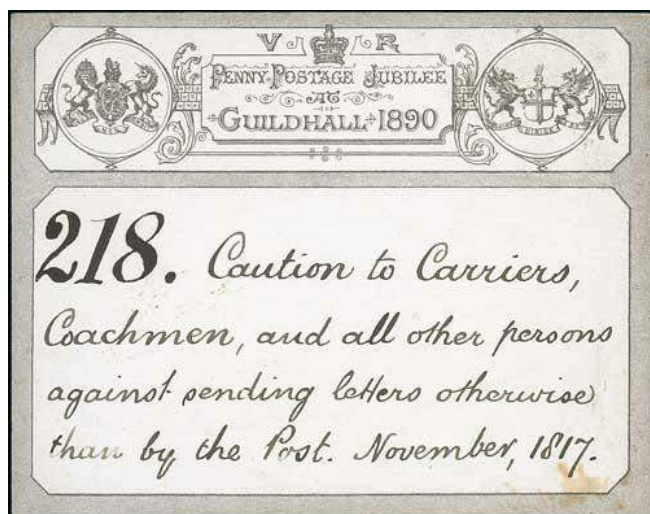 V R
PENNY-POSTAGE JUBILEE
AT
GUILDHALL 1890
218. Caution to Carriers,
Coachmen, and all other persons
against sending letters otherwise
than by the Post. November, 1817.